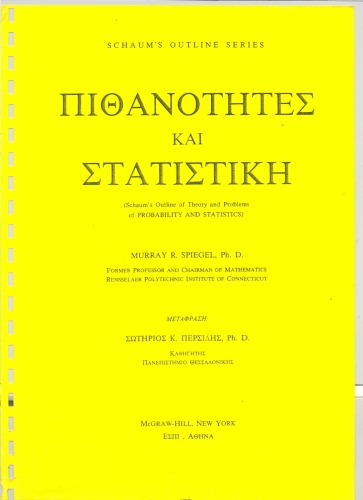 SCHAUM'S OUTLINE SERIES
ΠΙΘΑΝΟΤΗΤΕΣ
ΚΑΙ
ΣΤΑΤΙΣΤΙΚΗ
(Schaum's Outline of Theory and Problems
of PROBABILITY AND STATISTICS)
MURRAY R. SPIEGEL, Ph. D.
FORMER PROFESSOR AND CHAIRMAN OF MATHEMATICS
RENSSELAER POLYTECHNIC INSTITUTE OF CONNECTICUT
ΜΕΤΑΦΡΑΣΗ:
ΣΩΤΗΡΙΟΣ Κ. ΠΕΡΣΙΔΗΣ, Ph. D.
ΚΑΘΗΓΗΤΗΣ
ΠΑΝΕΠΙΣΤΗΜΙΟ ΘΕΣΣΑΛΟΝΙΚΗΣ
MCGRAW-HILL, NEW YORK
ΕΣΠΙ , ΑΘΗΝΑ